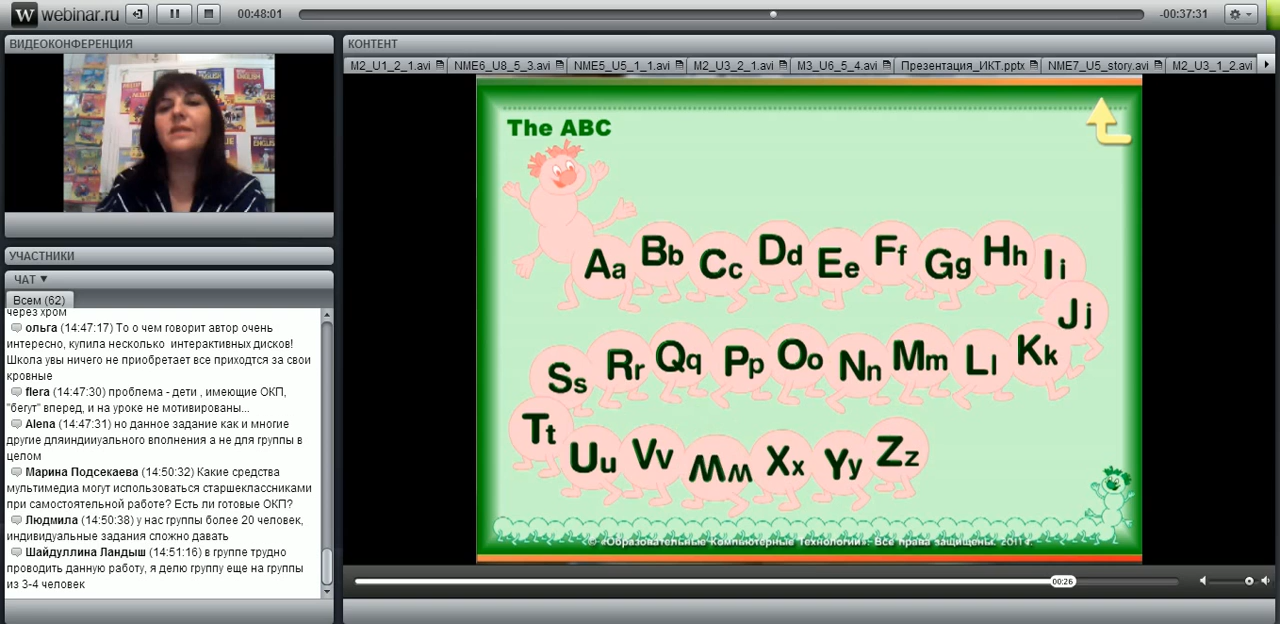 webinar.ru
00:48:01
-00:37:31
ВИДЕОКОНФЕРЕНЦИЯ
УЧАСТНИКИ
ЧАТ
Всем (62)
через хром
ольга (14:47:17) То о чем говорит автор очень
интересно, купила несколько интерактивных дисков!
Школа увы ничего не приобретает все приходтся за свои
кровные
flera (14:47:30) проблема - дети , имеющие ОКП,
"бегут" вперед, и на уроке не мотивированы...
Alena (14:47:31) но данное задание как и многие
другие дляиндииуального вполнения а не для группы в
целом
Марина Подсекаева (14:50:32) Какие средства
мультимедиа могут использоваться старшеклассниками
при самостоятельной работе? Есть ли готовые ОКП?
Людмила (14:50:38) у нас группы более 20 человек,
индивидуальные задания сложно давать
Шайдуллина Ландыш (14:51:16) в группе трудно
проводить данную работу, я делю группу еще на группы
из 3-4 человек
КОНТЕНТ
M2_U1_2_1.avi NME6_U8_5_3.avi NME5_U5_1_1.avi M2_U3_2_1.avi M3_U6_5_4.avi Презентация_ИКТ.pptx NME7_U5_story.avi M2_U3_1_2.avi
The ABC
Aa Bb Cc Dd Ee Ff Gg Hh Ii
Jj
Ss Rr Qq Pp Oo Nn Mm Ll Kk
Tt
Uu Vv Ww Xx Yy Zz
© «Образовательные Компьютерные Технологии». Все права защищены. 2011 г.
00:26